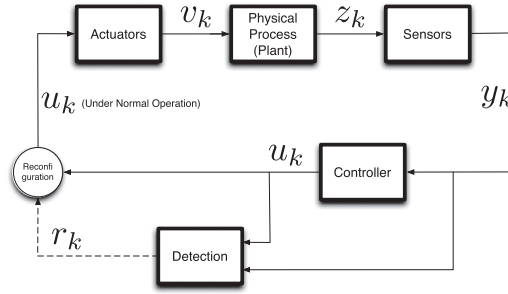 v_k
Physical
Process
(Plant)
z_k
Actuators
Sensors
u_k (Under Normal Operation)
y_k
u_k
Reconfi
guration
Controller
r_k
Detection